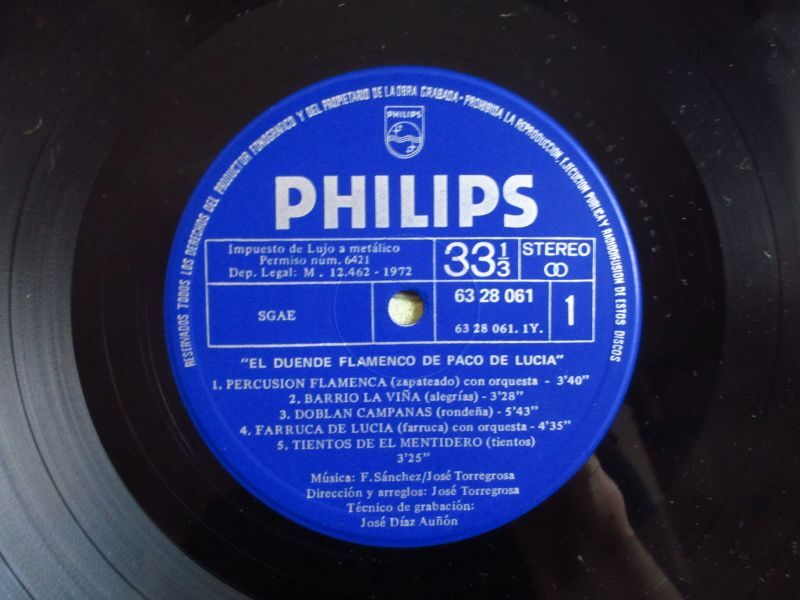 RESERVADOS TODOS LOS DERECHOS DEL PRODUCTOR FONOGRAFICO Y DEL PROPIETARIO DE LA OBRA GRABADA - PROHIBIDA LA REPRODUCCION, EJECUCION PUBLICA Y RADIODIFUSION DE ESTOS DISCOS
PHILIPS
PHILIPS
Impuesto de Lujo a metálico
Permiso núm. 6421
Dep. Legal: M . 12.462 - 1972
33⅓
STEREO
SGAE
63 28 061
63 28 061. 1Y.
1
"EL DUENDE FLAMENCO DE PACO DE LUCIA"
1. PERCUSION FLAMENCA (zapateado) con orquesta - 3'40"
2. BARRIO LA VIÑA (alegrías) - 3'28"
3. DOBLAN CAMPANAS (rondeña) - 5'43"
4. FARRUCA DE LUCIA (farruca) con orquesta - 4'35"
5. TIENTOS DE EL MENTIDERO (tientos)
3'25"
Música: F. Sánchez/José Torregrosa
Dirección y arreglos: José Torregrosa
Técnico de grabación:
José Díaz Auñón